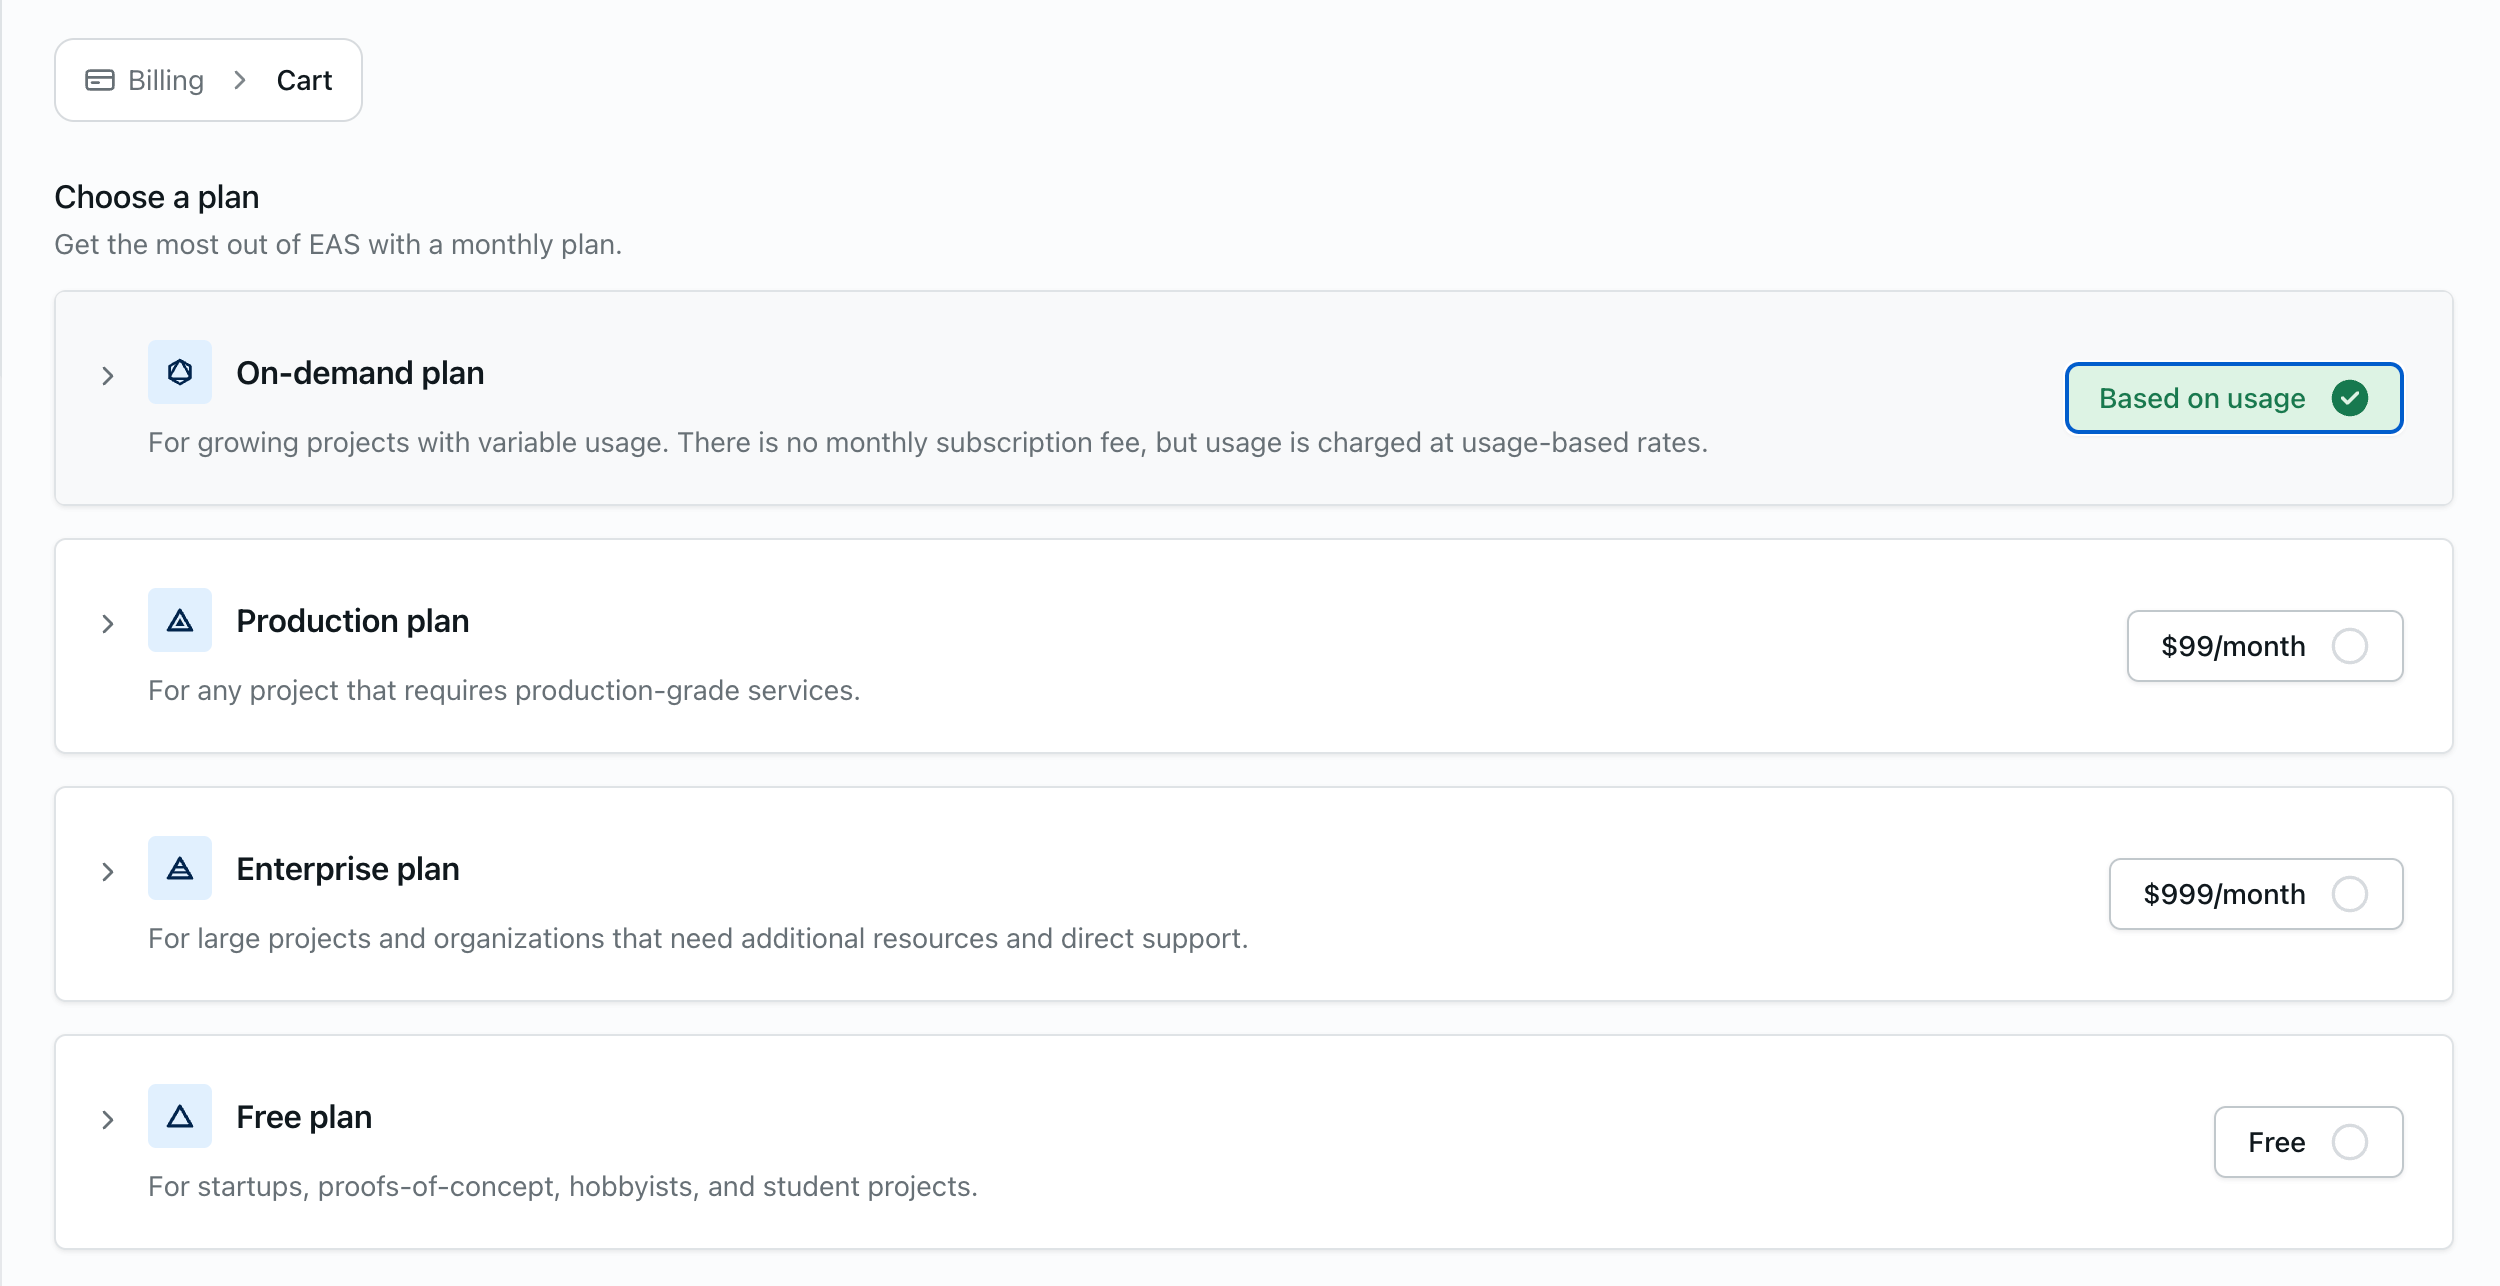 Billing > Cart
Choose a plan
Get the most out of EAS with a monthly plan.
On-demand plan
Based on usage
For growing projects with variable usage. There is no monthly subscription fee, but usage is charged at usage-based rates.
Production plan
$99/month
For any project that requires production-grade services.
Enterprise plan
$999/month
For large projects and organizations that need additional resources and direct support.
Free plan
Free
For startups, proofs-of-concept, hobbyists, and student projects.